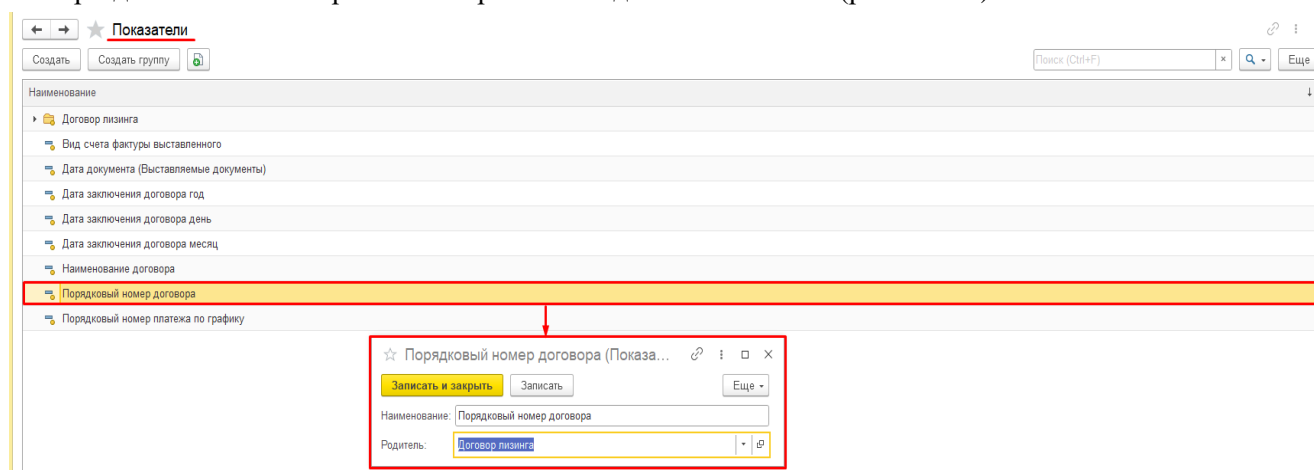 Показатели
Создать Создать группу Поиск (Ctrl+F) × Еще
Наименование
Договор лизинга
Вид счета фактуры выставленного
Дата документа (Выставляемые документы)
Дата заключения договора год
Дата заключения договора день
Дата заключения договора месяц
Наименование договора
Порядковый номер договора
Порядковый номер платежа по графику
Порядковый номер договора (Показа...
Записать и закрыть Записать Еще
Наименование: Порядковый номер договора
Родитель: Договор лизинга